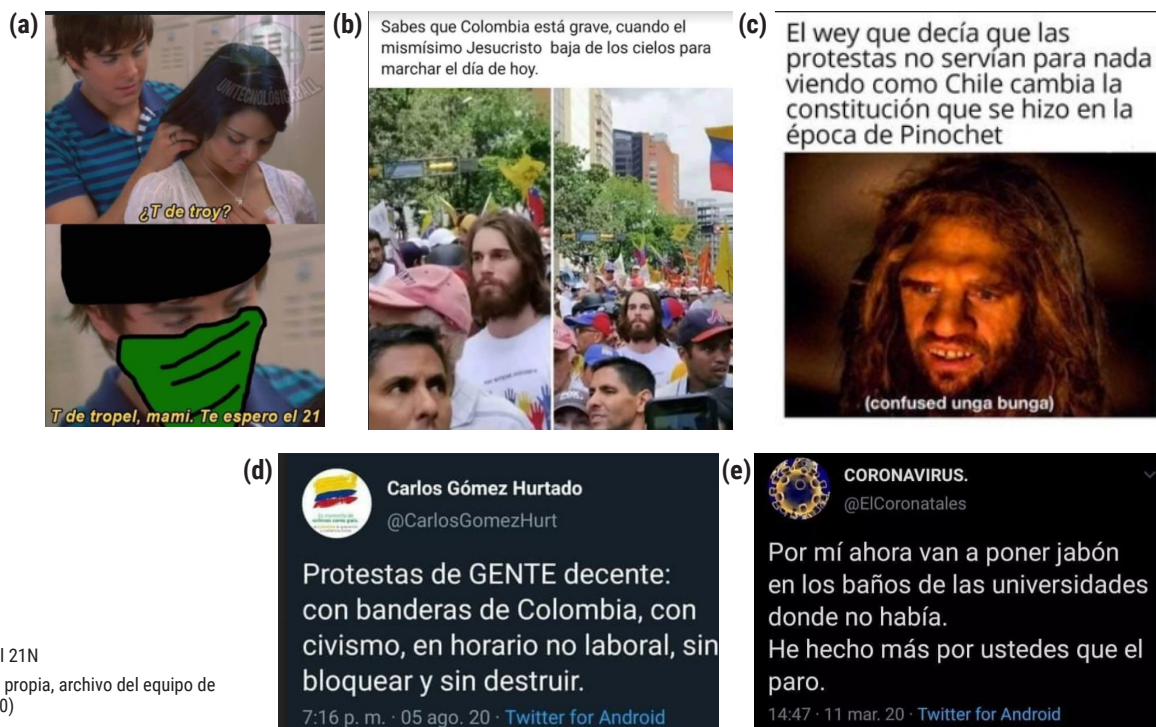 (a)
UNITECNOLÓGICBALL
¿T de troy?
T de tropel, mami. Te espero el 21
(b)
Sabes que Colombia está grave, cuando el
mismísimo Jesucristo baja de los cielos para
marchar el día de hoy.
(c)
El wey que decía que las
protestas no servían para nada
viendo como Chile cambia la
constitución que se hizo en la
época de Pinochet
(confused unga bunga)
(d)
Carlos Gómez Hurtado
@CarlosGomezHurt
Protestas de GENTE decente:
con banderas de Colombia, con
civismo, en horario no laboral, sin
bloquear y sin destruir.
7:16 p. m. · 05 ago. 20 · Twitter for Android
(e)
CORONAVIRUS.
@ElCoronatales
Por mí ahora van a poner jabón
en los baños de las universidades
donde no había.
He hecho más por ustedes que el
paro.
14:47 · 11 mar. 20 · Twitter for Android
l 21N
propia, archivo del equipo de
0)